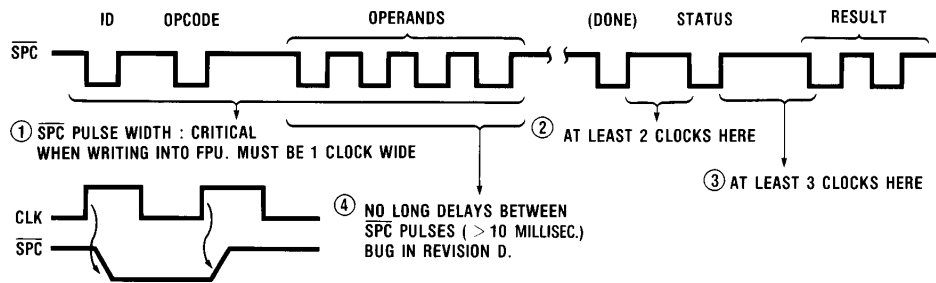 ID OPCODE OPERANDS (DONE) STATUS RESULT
SPC
① SPC PULSE WIDTH : CRITICAL
WHEN WRITING INTO FPU. MUST BE 1 CLOCK WIDE
②
AT LEAST 2 CLOCKS HERE
③ AT LEAST 3 CLOCKS HERE
④ NO LONG DELAYS BETWEEN
SPC PULSES ( > 10 MILLISEC.)
BUG IN REVISION D.
CLK
SPC